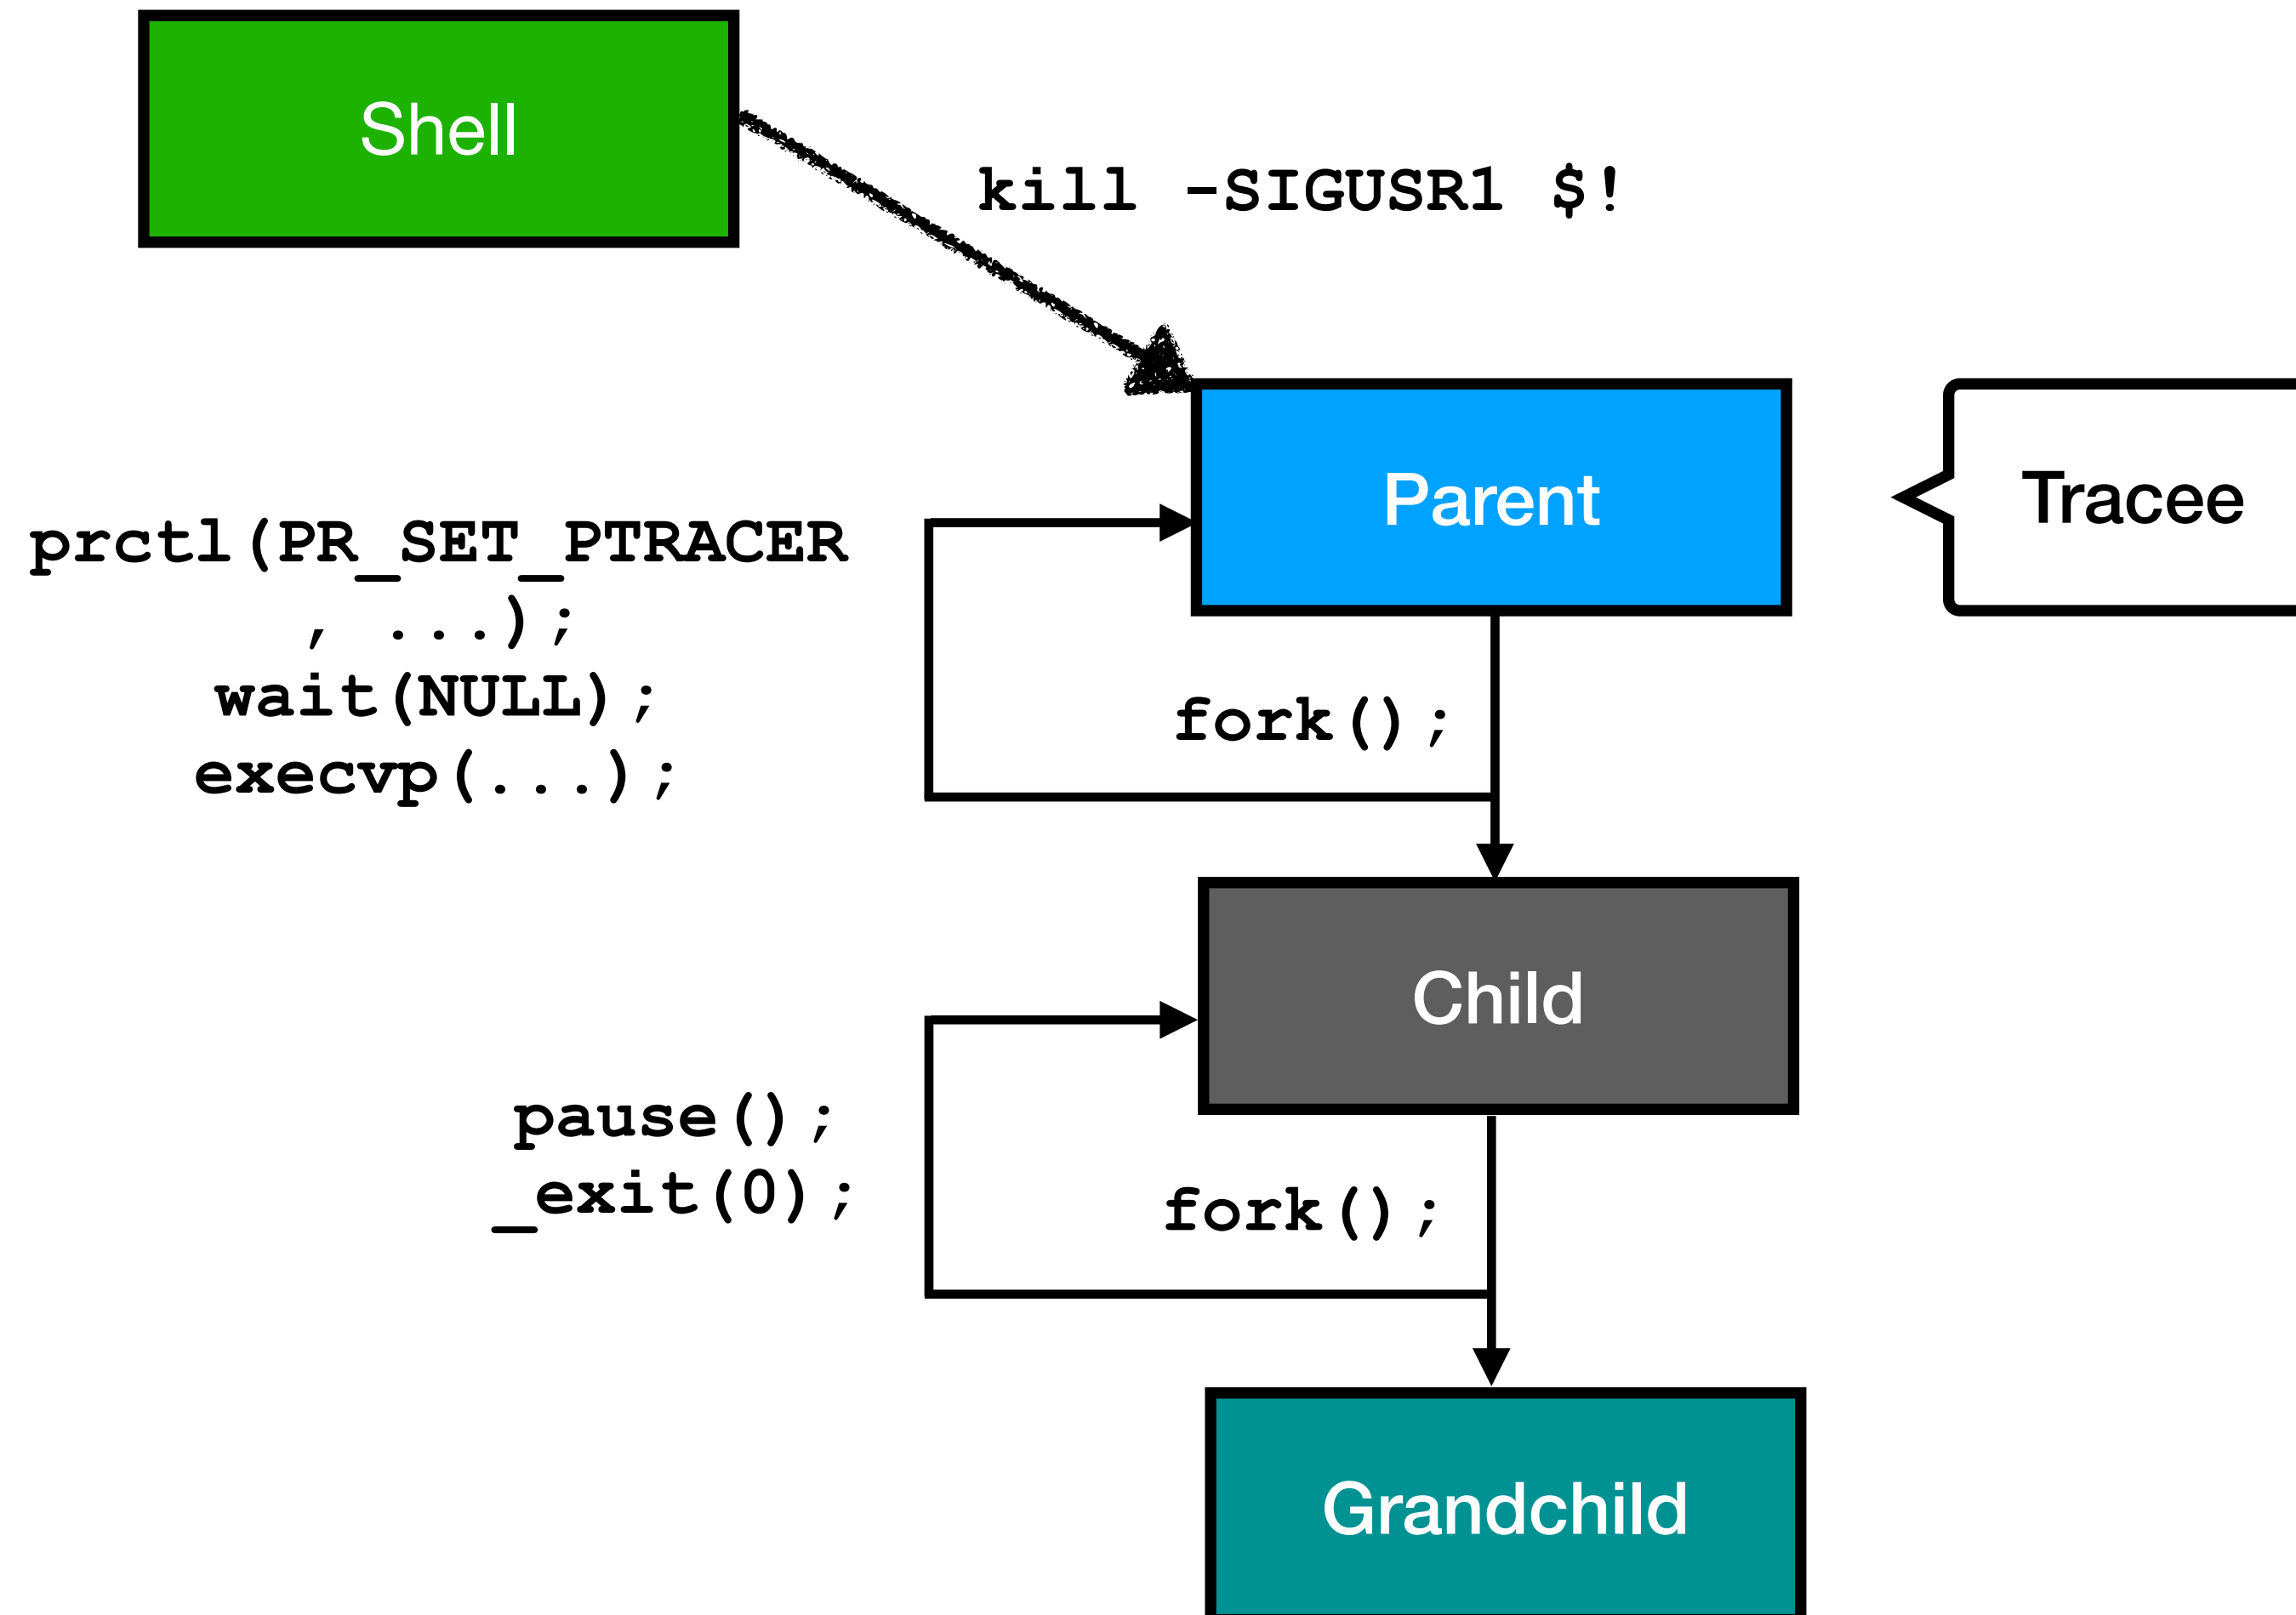 Shell
kill -SIGUSR1 $!
Parent
Tracee
prctl(PR_SET_PTRACER
, ...);
wait(NULL);
execvp(...);
fork();
Child
pause();
_exit(0);
fork();
Grandchild